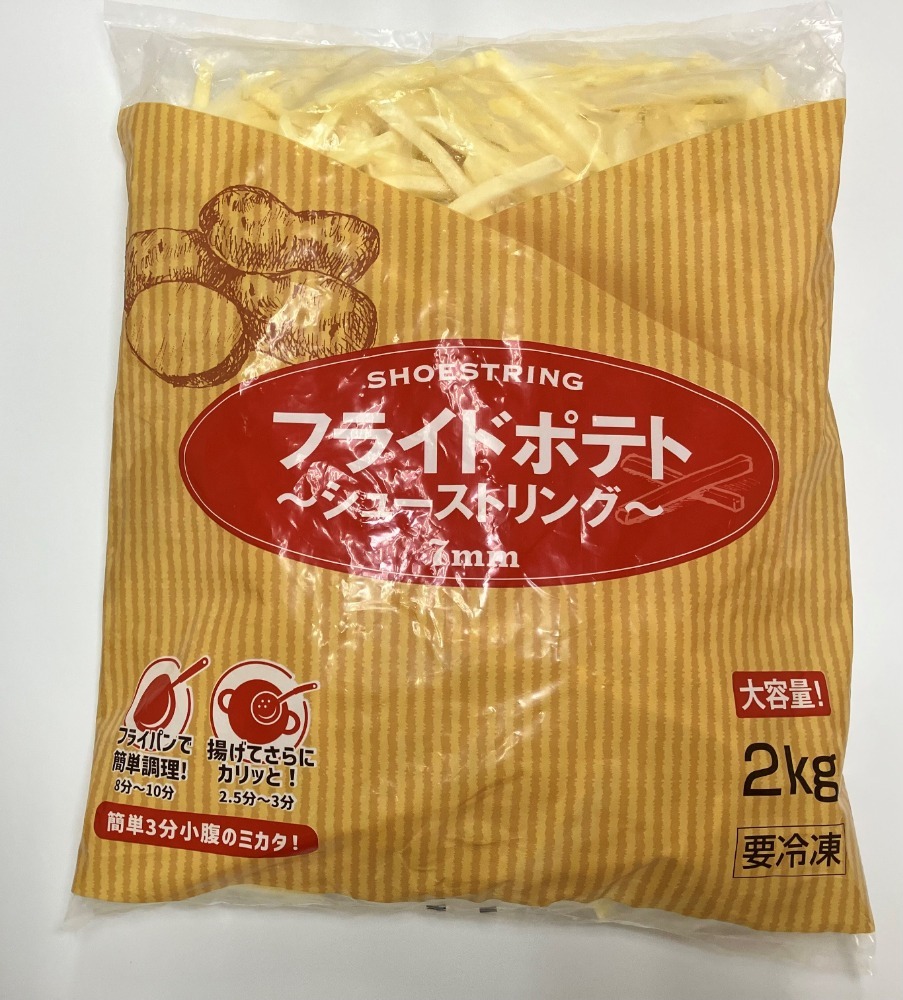 SHOESTRING
フライドポテト
～シューストリング～
7mm
フライパンで
簡単調理!
8分～10分
揚げてさらに
カリッと!
2.5分～3分
簡単3分小腹のミカタ!
大容量!
2kg
要冷凍